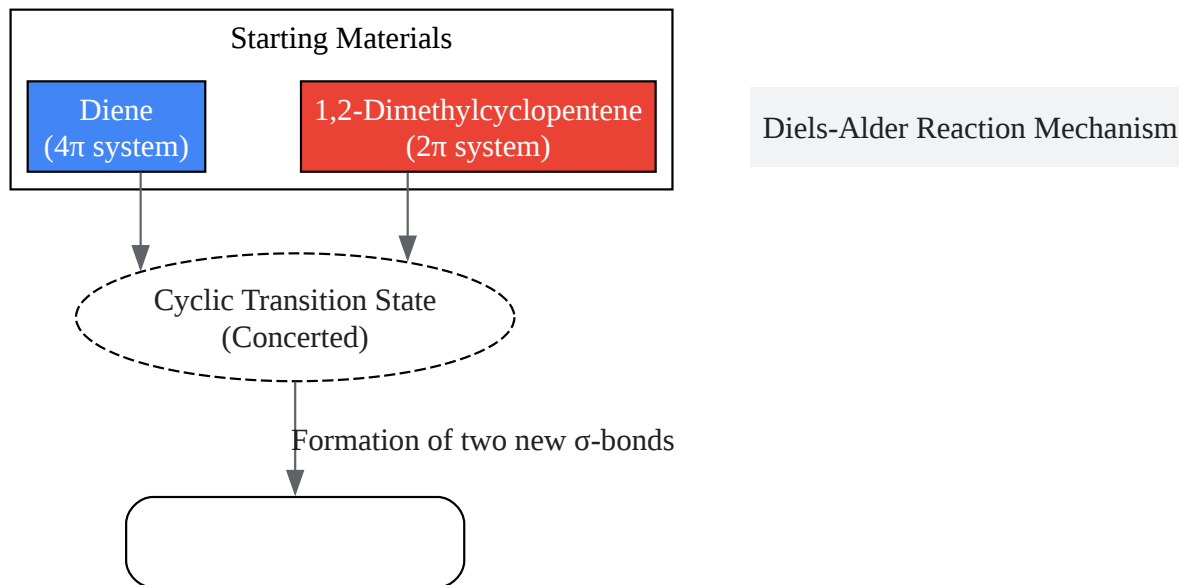 Starting Materials
Diene
(4π system)
1,2-Dimethylcyclopentene
(2π system)
Diels-Alder Reaction Mechanism
Cyclic Transition State
(Concerted)
Formation of two new σ-bonds